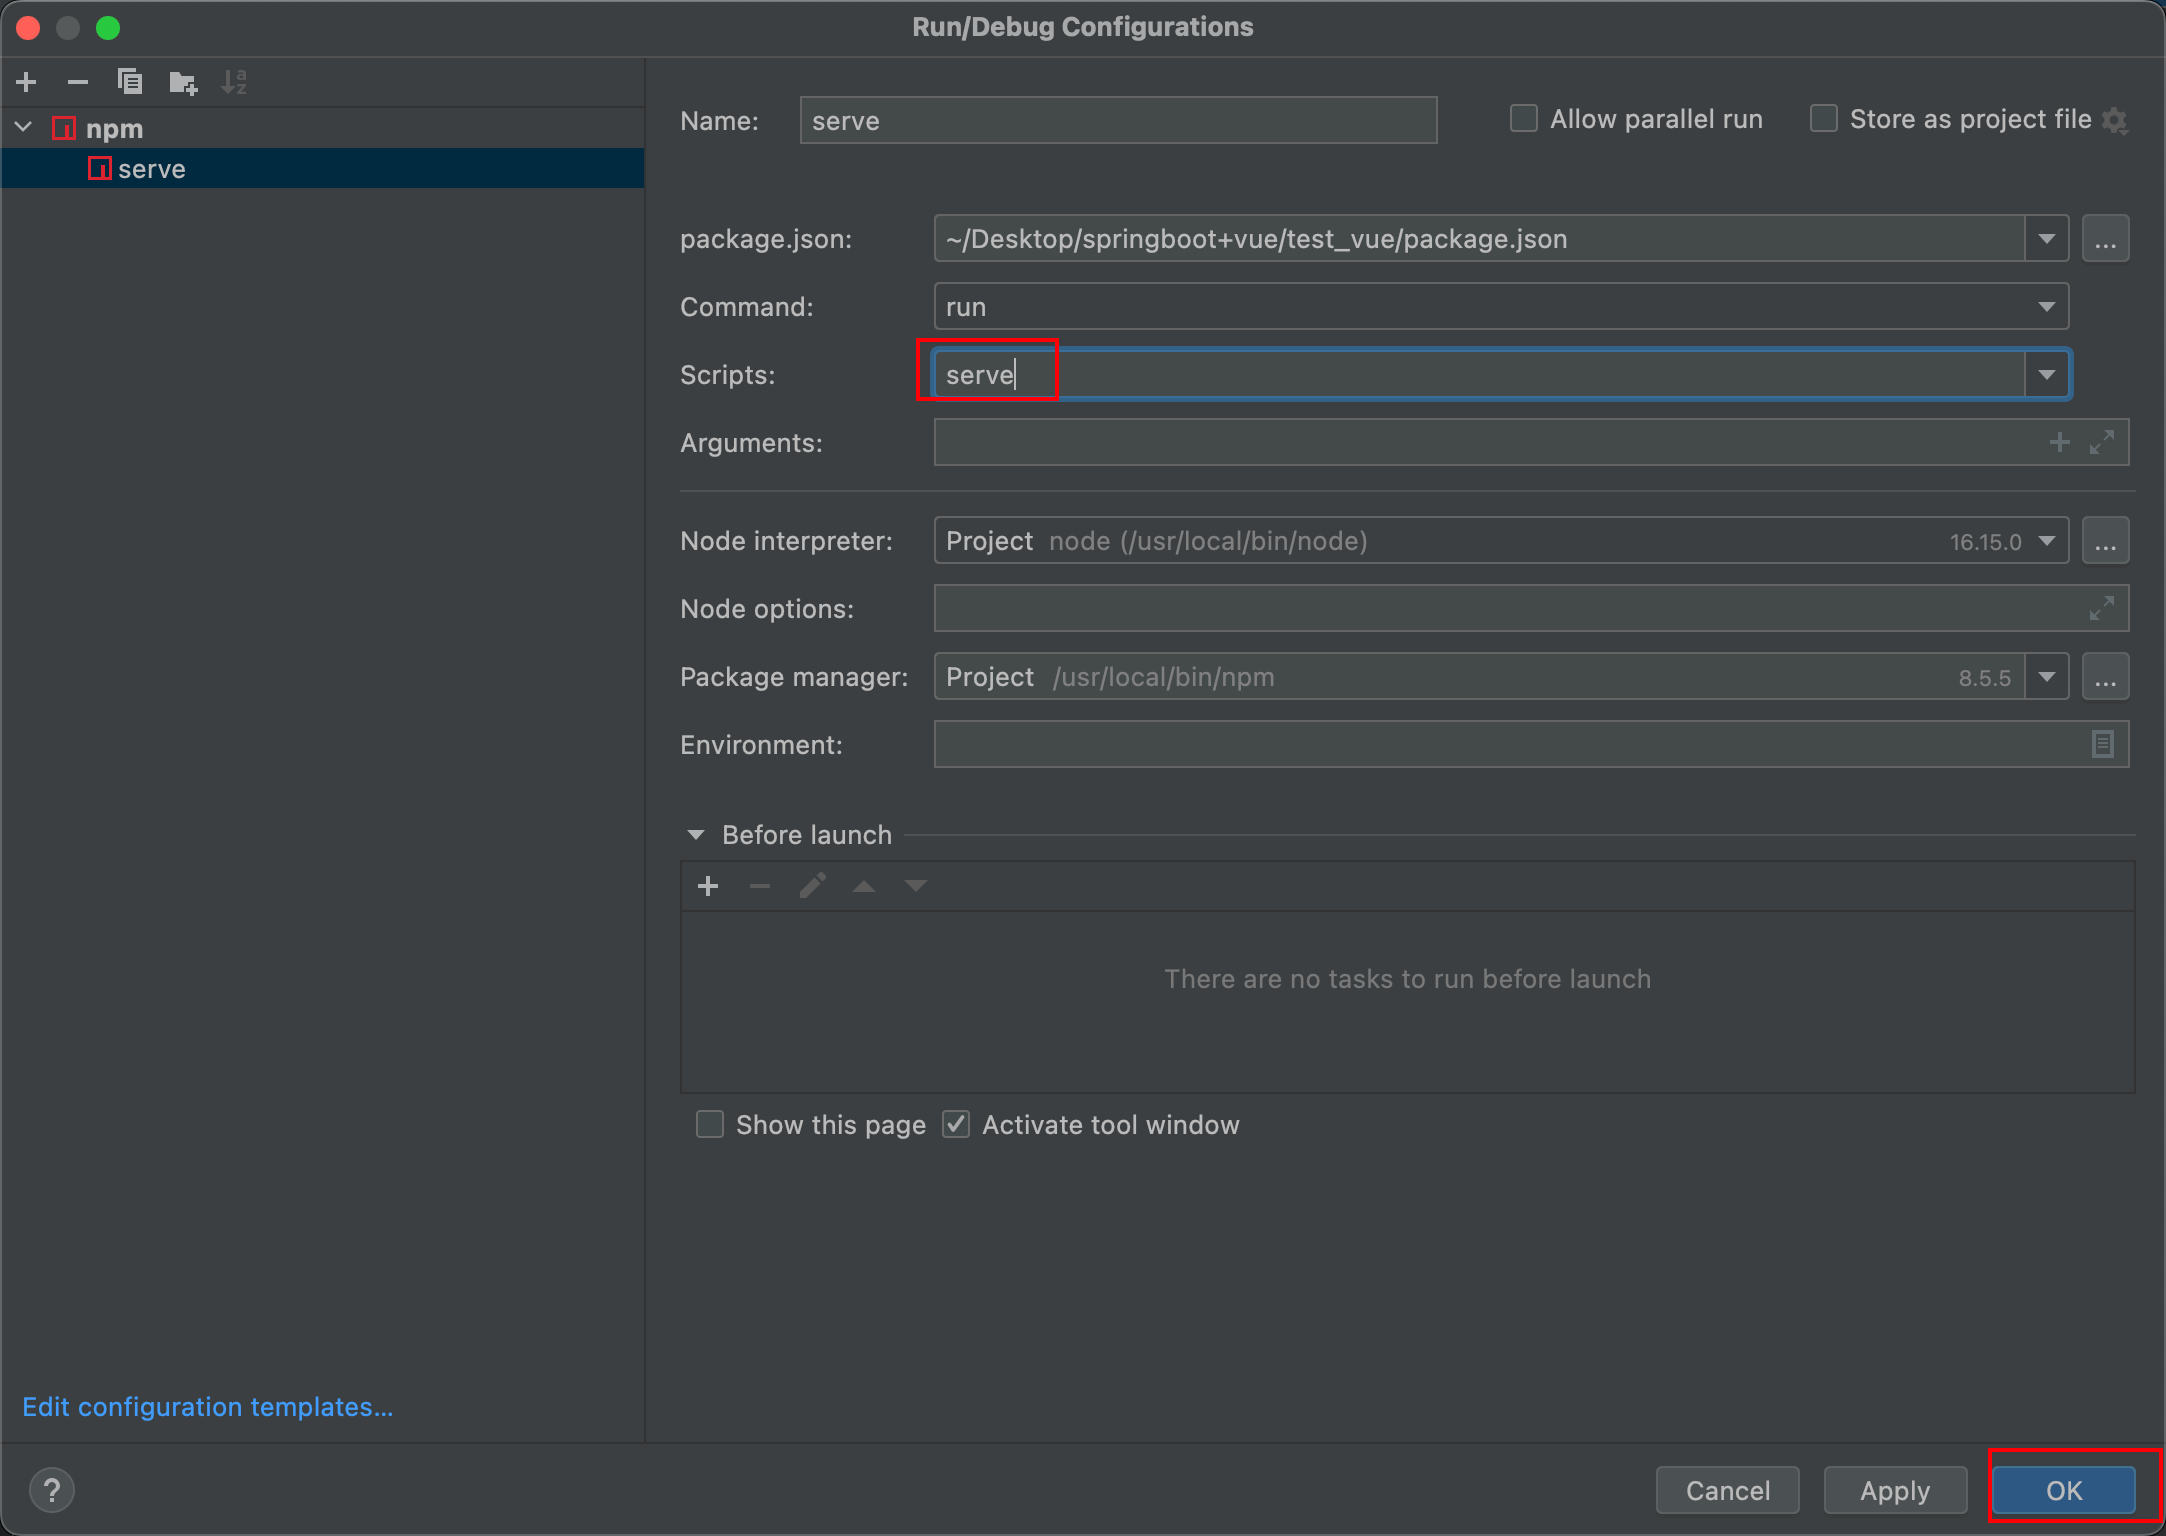 Run/Debug Configurations
npm
serve
Name: serve Allow parallel run Store as project file
package.json: ~/Desktop/springboot+vue/test_vue/package.json ...
Command: run
Scripts: serve
Arguments:
Node interpreter: Project node (/usr/local/bin/node) 16.15.0 ...
Node options:
Package manager: Project /usr/local/bin/npm 8.5.5 ...
Environment:
Before launch
There are no tasks to run before launch
Show this page Activate tool window
Edit configuration templates...
? Cancel Apply OK